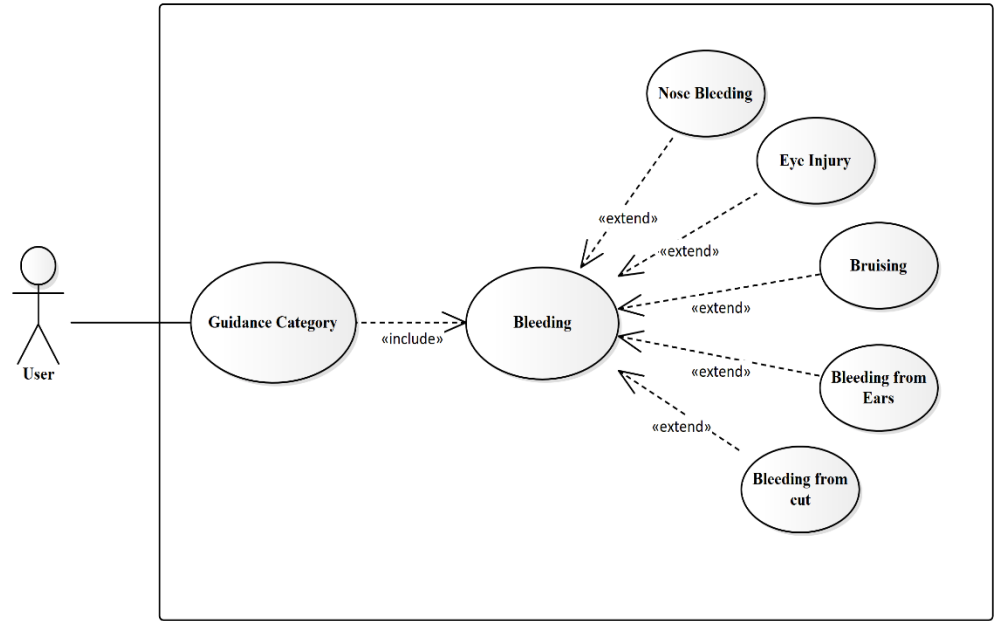 Nose Bleeding
Eye Injury
«extend»
«extend»
Bruising
«extend»
User
Guidance Category
«include»
Bleeding
«extend»
Bleeding from
Ears
«extend»
Bleeding from
cut